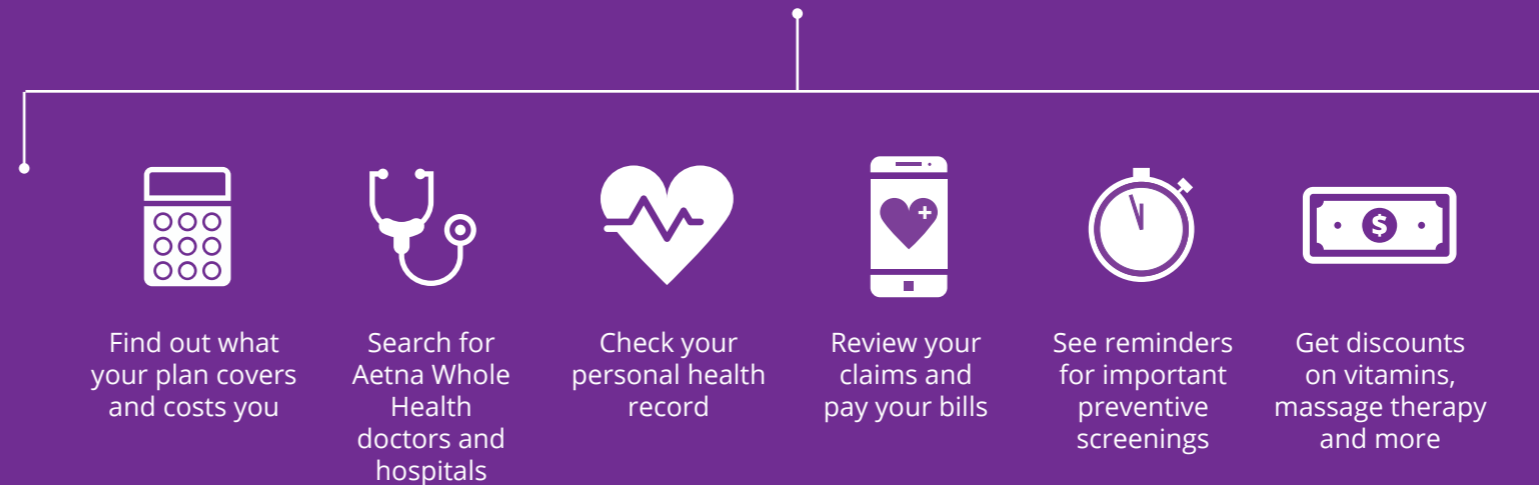 Find out what
your plan covers
and costs you
Search for
Aetna Whole
Health
doctors and
hospitals
Check your
personal health
record
Review your
claims and
pay your bills
See reminders
for important
preventive
screenings
Get discounts
on vitamins,
massage therapy
and more
$